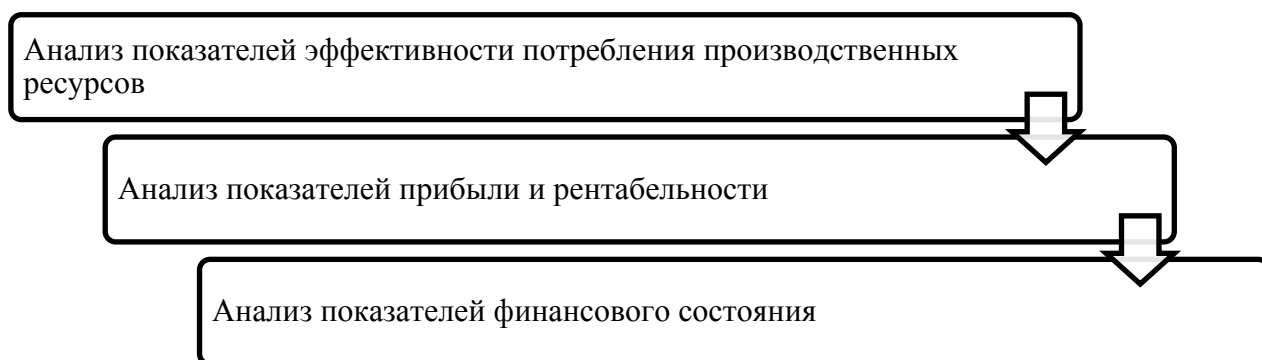 Анализ показателей эффективности потребления производственных
ресурсов
Анализ показателей прибыли и рентабельности
Анализ показателей финансового состояния